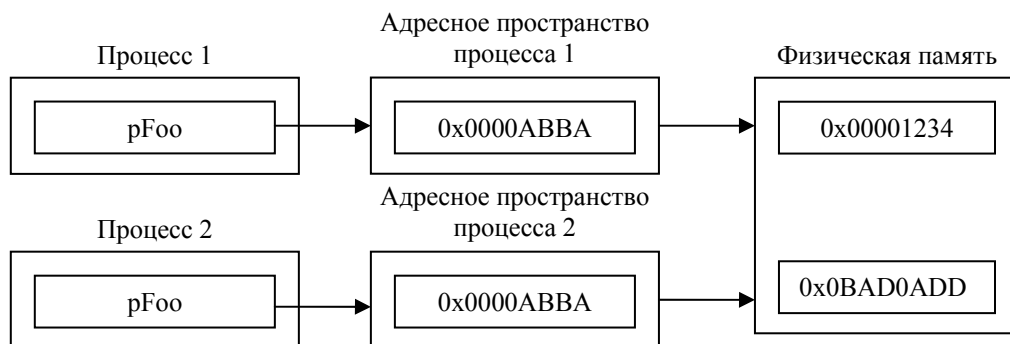 Процесс 1
Адресное пространство
процесса 1
Физическая память
pFoo
0x0000ABBA
0x00001234
Процесс 2
Адресное пространство
процесса 2
pFoo
0x0000ABBA
0x0BAD0ADD